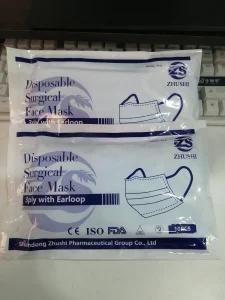 Disposable
Surgical
Face Mask
3ply with Earloop
ZHUSHI
Disposable
Surgical
Face Mask
3ply with Earloop
ZHUSHI
CE ISO FDA
10PCS
Shandong Zhushi Pharmaceutical Group Co., Ltd